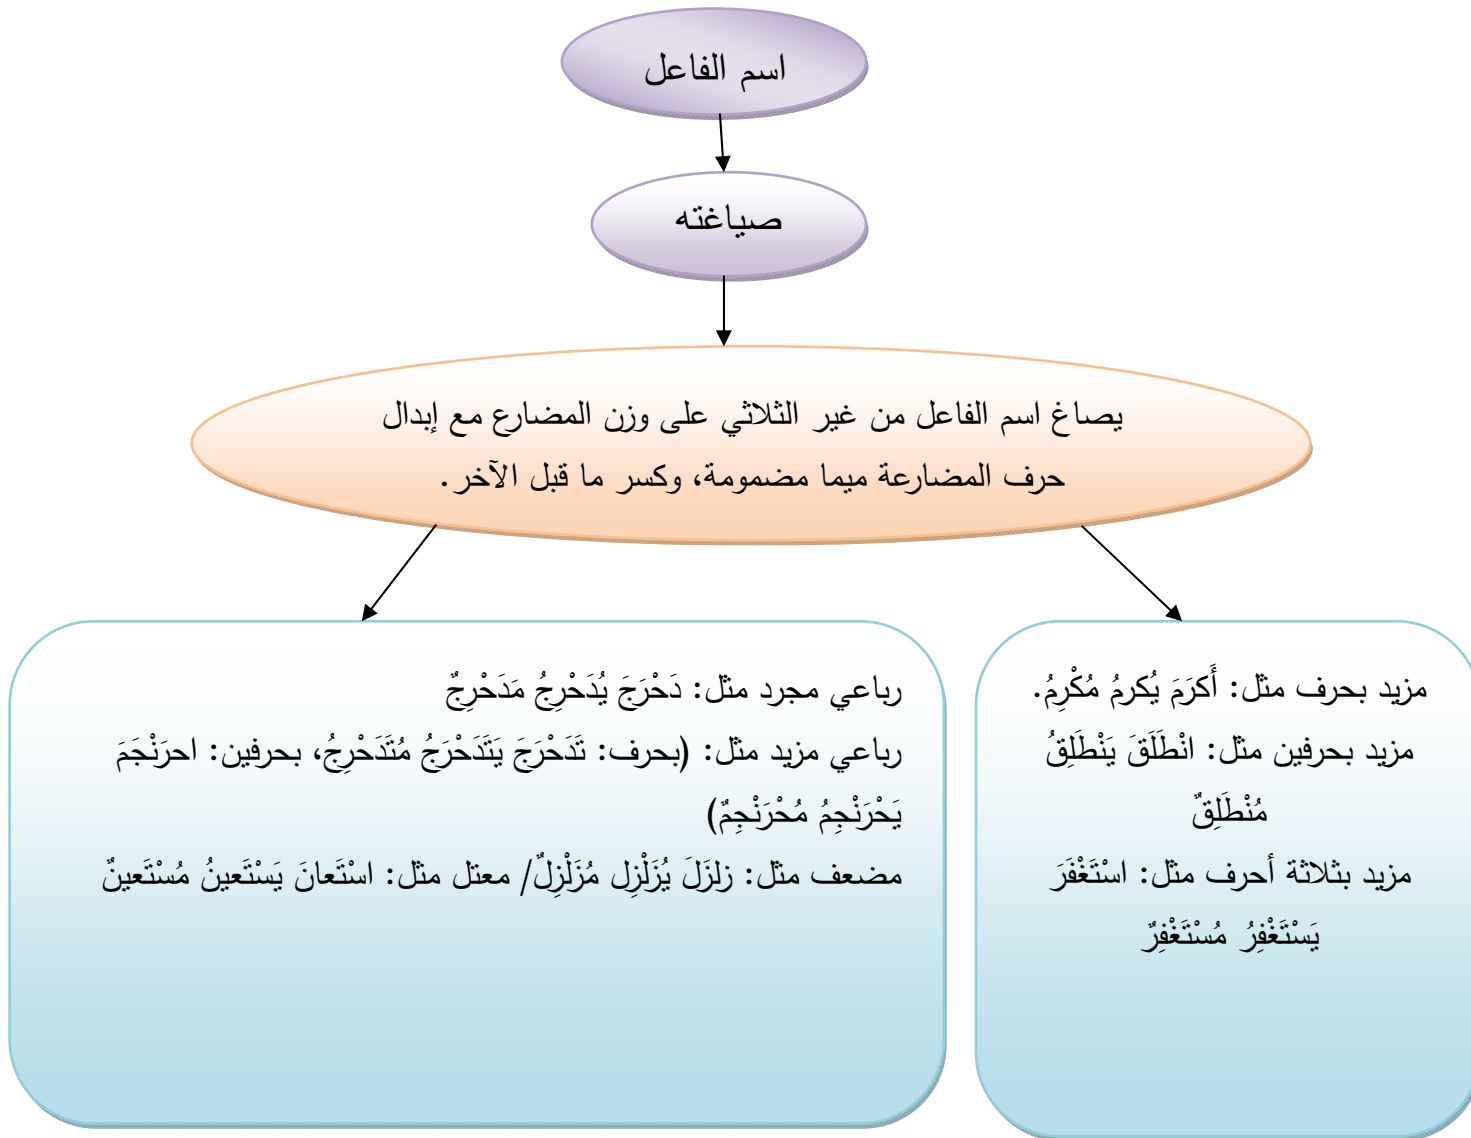 اسم الفاعل
صياغته
يصاغ اسم الفاعل من غير الثلاثي على وزن المضارع مع إبدال
حرف المضارعة ميما مضمومة، وكسر ما قبل الآخر.
مزيد بحرف مثل: أَكرَمَ يُكرمُ مُكْرِمُ.
مزيد بحرفين مثل: انْطَلَقَ يَنْطَلِقُ
مُنْطَلِقٌ
مزيد بثلاثة أحرف مثل: اسْتَغْفَرَ
يَسْتَغْفِرُ مُسْتَغْفِرٌ
رباعي مجرد مثل: دَحْرَجَ يُدَحْرِجُ مَدَحْرِجٌ
رباعي مزيد مثل: (بحرف: تَدَحْرَجَ يَتَدَحْرَجُ مُتَدَحْرِجُ، بحرفين: احرَنْجَمَ
يَحْرَنْجِمُ مُحْرَنْجِمٌ)
مضعف مثل: زلزَلَ يُزَلْزِل مُزَلْزِلٌ/ معتل مثل: اسْتَعانَ يَسْتَعينُ مُسْتَعينٌ